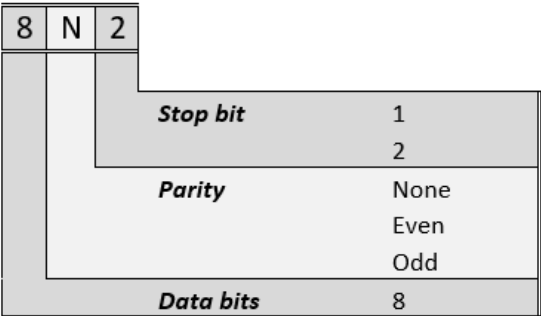 8 N 2
Stop bit 1
2
Parity None
Even
Odd
Data bits 8